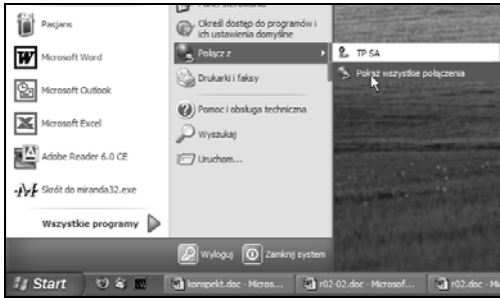 Pasjans
Microsoft Word
Microsoft Outlook
Microsoft Excel
Adobe Reader 6.0 CE
Skrót do miranda32.exe
Wszystkie programy
Określ dostęp do programów i
ich ustawienia domyślne
Połącz z
Drukarki i faksy
Pomoc i obsługa techniczna
Wyszukaj
Uruchom...
TP SA
Pokaż wszystkie połączenia
Wyloguj
Zamknij system
Start
konspekt.doc - Micros...
r02-02.doc - Microsof...
r02.doc - Mi